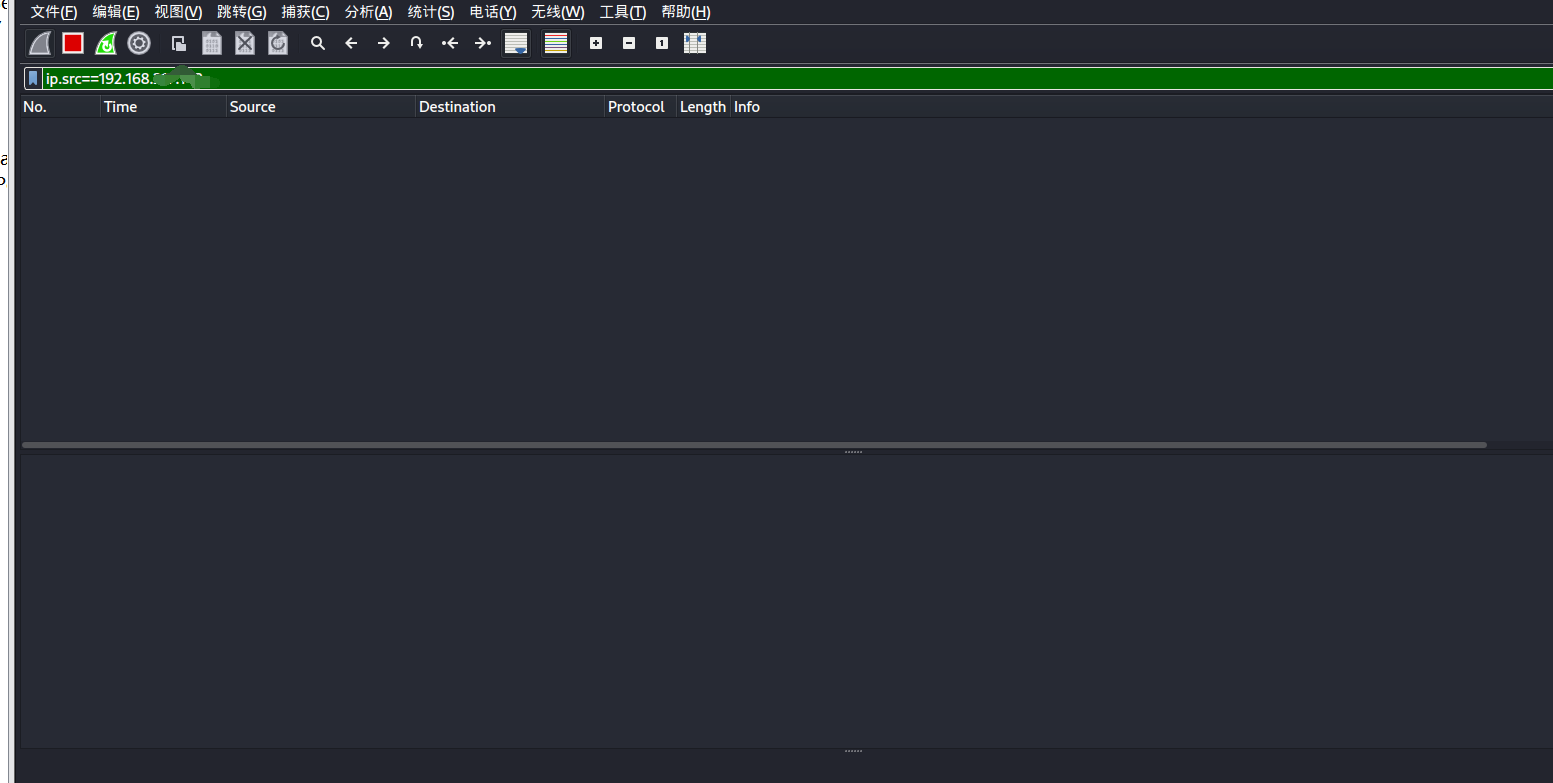 文件(F) 编辑(E) 视图(V) 跳转(G) 捕获(C) 分析(A) 统计(S) 电话(Y) 无线(W) 工具(T) 帮助(H)
ip.src==192.168.
No. Time Source Destination Protocol Length Info